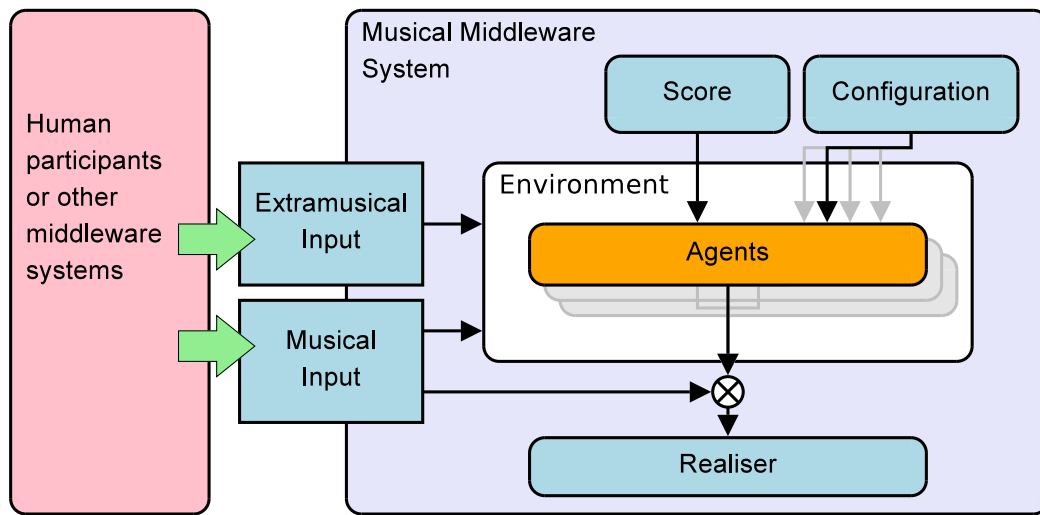 Human
participants
or other
middleware
systems
Musical Middleware
System
Score
Configuration
Extramusical
Input
Environment
Agents
Musical
Input
Realiser